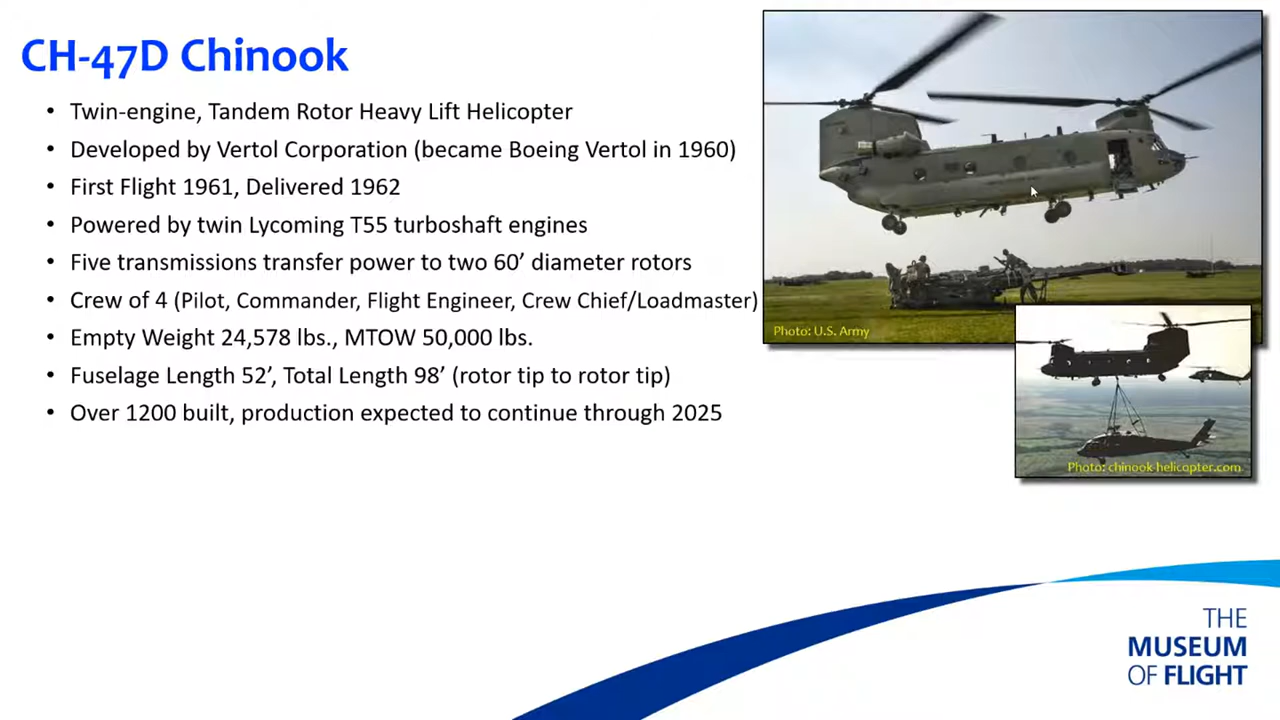 CH-47D Chinook
• Twin-engine, Tandem Rotor Heavy Lift Helicopter
• Developed by Vertol Corporation (became Boeing Vertol in 1960)
• First Flight 1961, Delivered 1962
• Powered by twin Lycoming T55 turboshaft engines
• Five transmissions transfer power to two 60’ diameter rotors
• Crew of 4 (Pilot, Commander, Flight Engineer, Crew Chief/Loadmaster)
• Empty Weight 24,578 lbs., MTOW 50,000 lbs.
• Fuselage Length 52’, Total Length 98’ (rotor tip to rotor tip)
• Over 1200 built, production expected to continue through 2025
Photo: U.S. Army
Photo: chinook-helicopter.com
THE
MUSEUM
OF FLIGHT